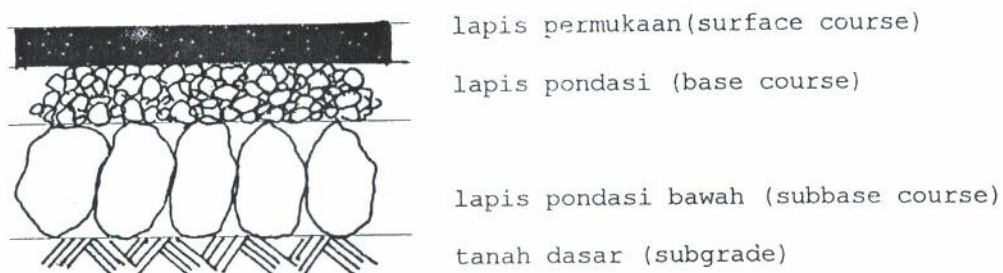 lapis permukaan(surface course)
lapis pondasi (base course)
lapis pondasi bawah (subbase course)
tanah dasar (subgrade)